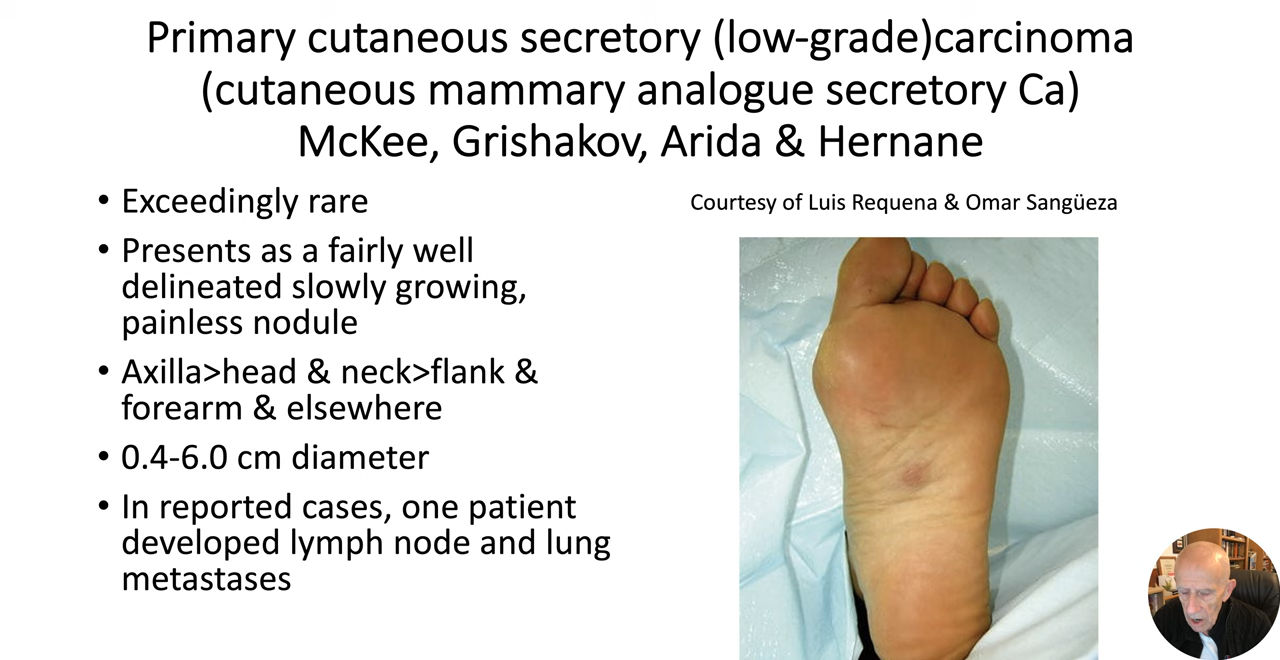 Primary cutaneous secretory (low-grade)carcinoma
(cutaneous mammary analogue secretory Ca)
McKee, Grishakov, Arida & Hernane
• Exceedingly rare
• Presents as a fairly well
delineated slowly growing,
painless nodule
• Axilla>head & neck>flank &
forearm & elsewhere
• 0.4-6.0 cm diameter
• In reported cases, one patient
developed lymph node and lung
metastases
Courtesy of Luis Requena & Omar Sangüeza